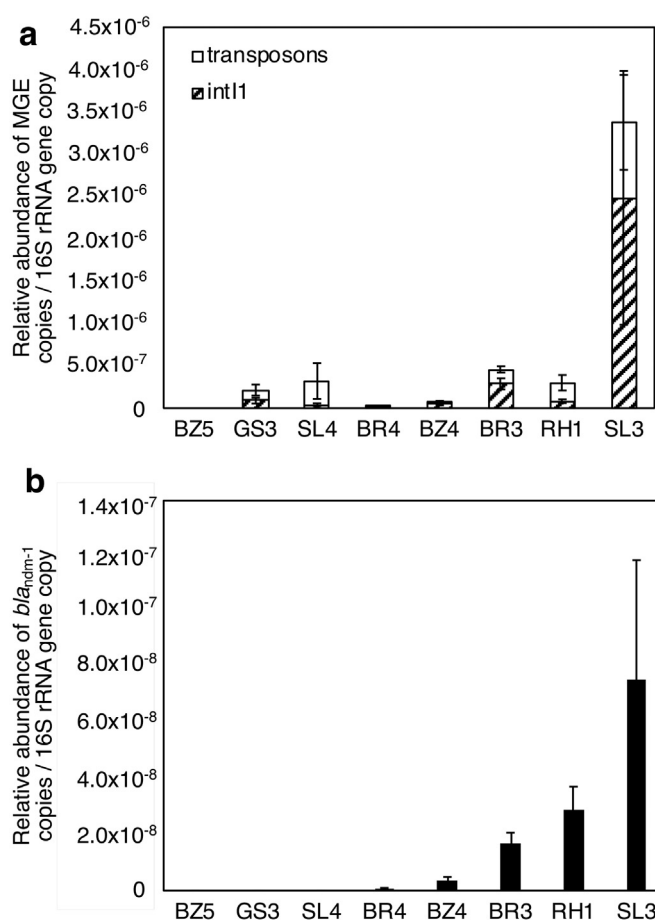 a
Relative abundance of MGE
copies / 16S rRNA gene copy
4.5x10⁻⁶
4.0x10⁻⁶
3.5x10⁻⁶
3.0x10⁻⁶
2.5x10⁻⁶
2.0x10⁻⁶
1.5x10⁻⁶
1.0x10⁻⁶
5.0x10⁻⁷
0
transposons
intI1
BZ5 GS3 SL4 BR4 BZ4 BR3 RH1 SL3
b
Relative abundance of blaₙdₘ₋₁
copies / 16S rRNA gene copy
1.4x10⁻⁷
1.2x10⁻⁷
1.0x10⁻⁷
8.0x10⁻⁸
6.0x10⁻⁸
4.0x10⁻⁸
2.0x10⁻⁸
0
BZ5 GS3 SL4 BR4 BZ4 BR3 RH1 SL3